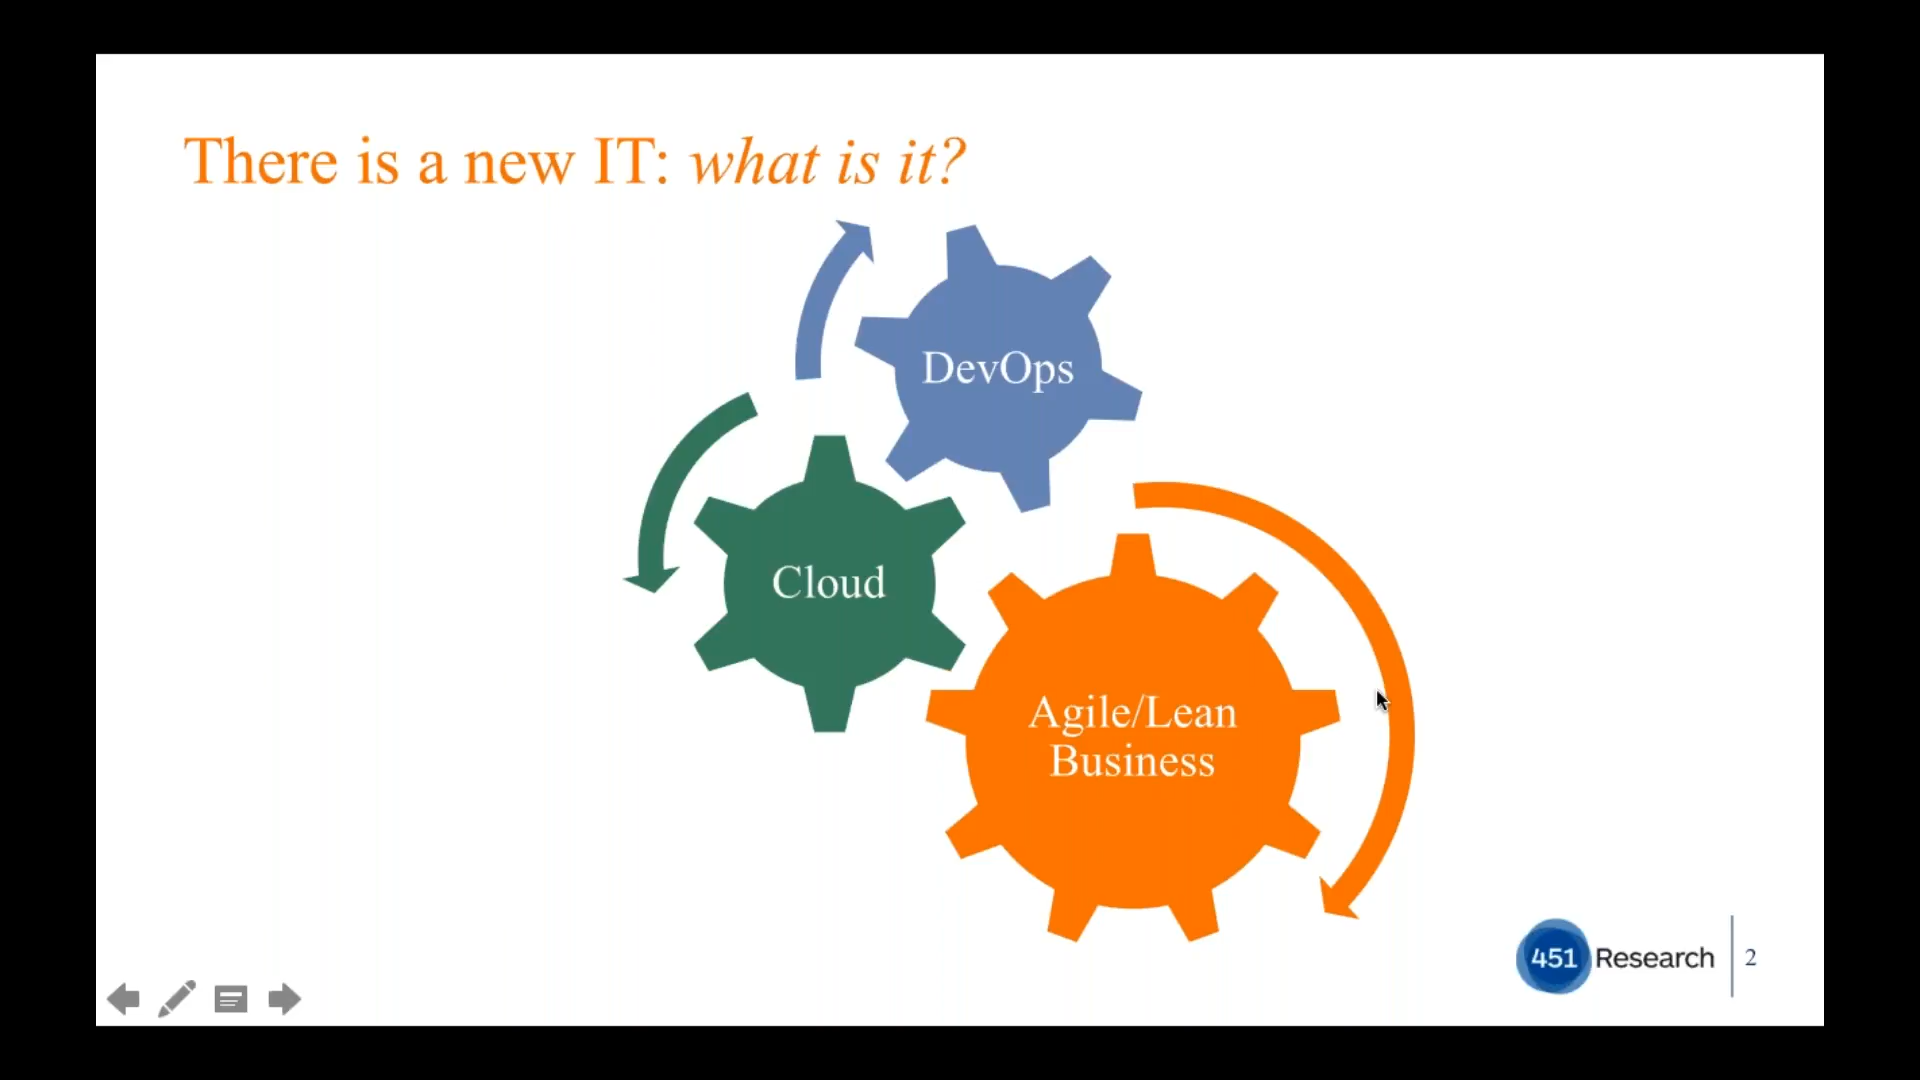 There is a new IT: what is it?
DevOps
Cloud
Agile/Lean
Business
451 Research
2